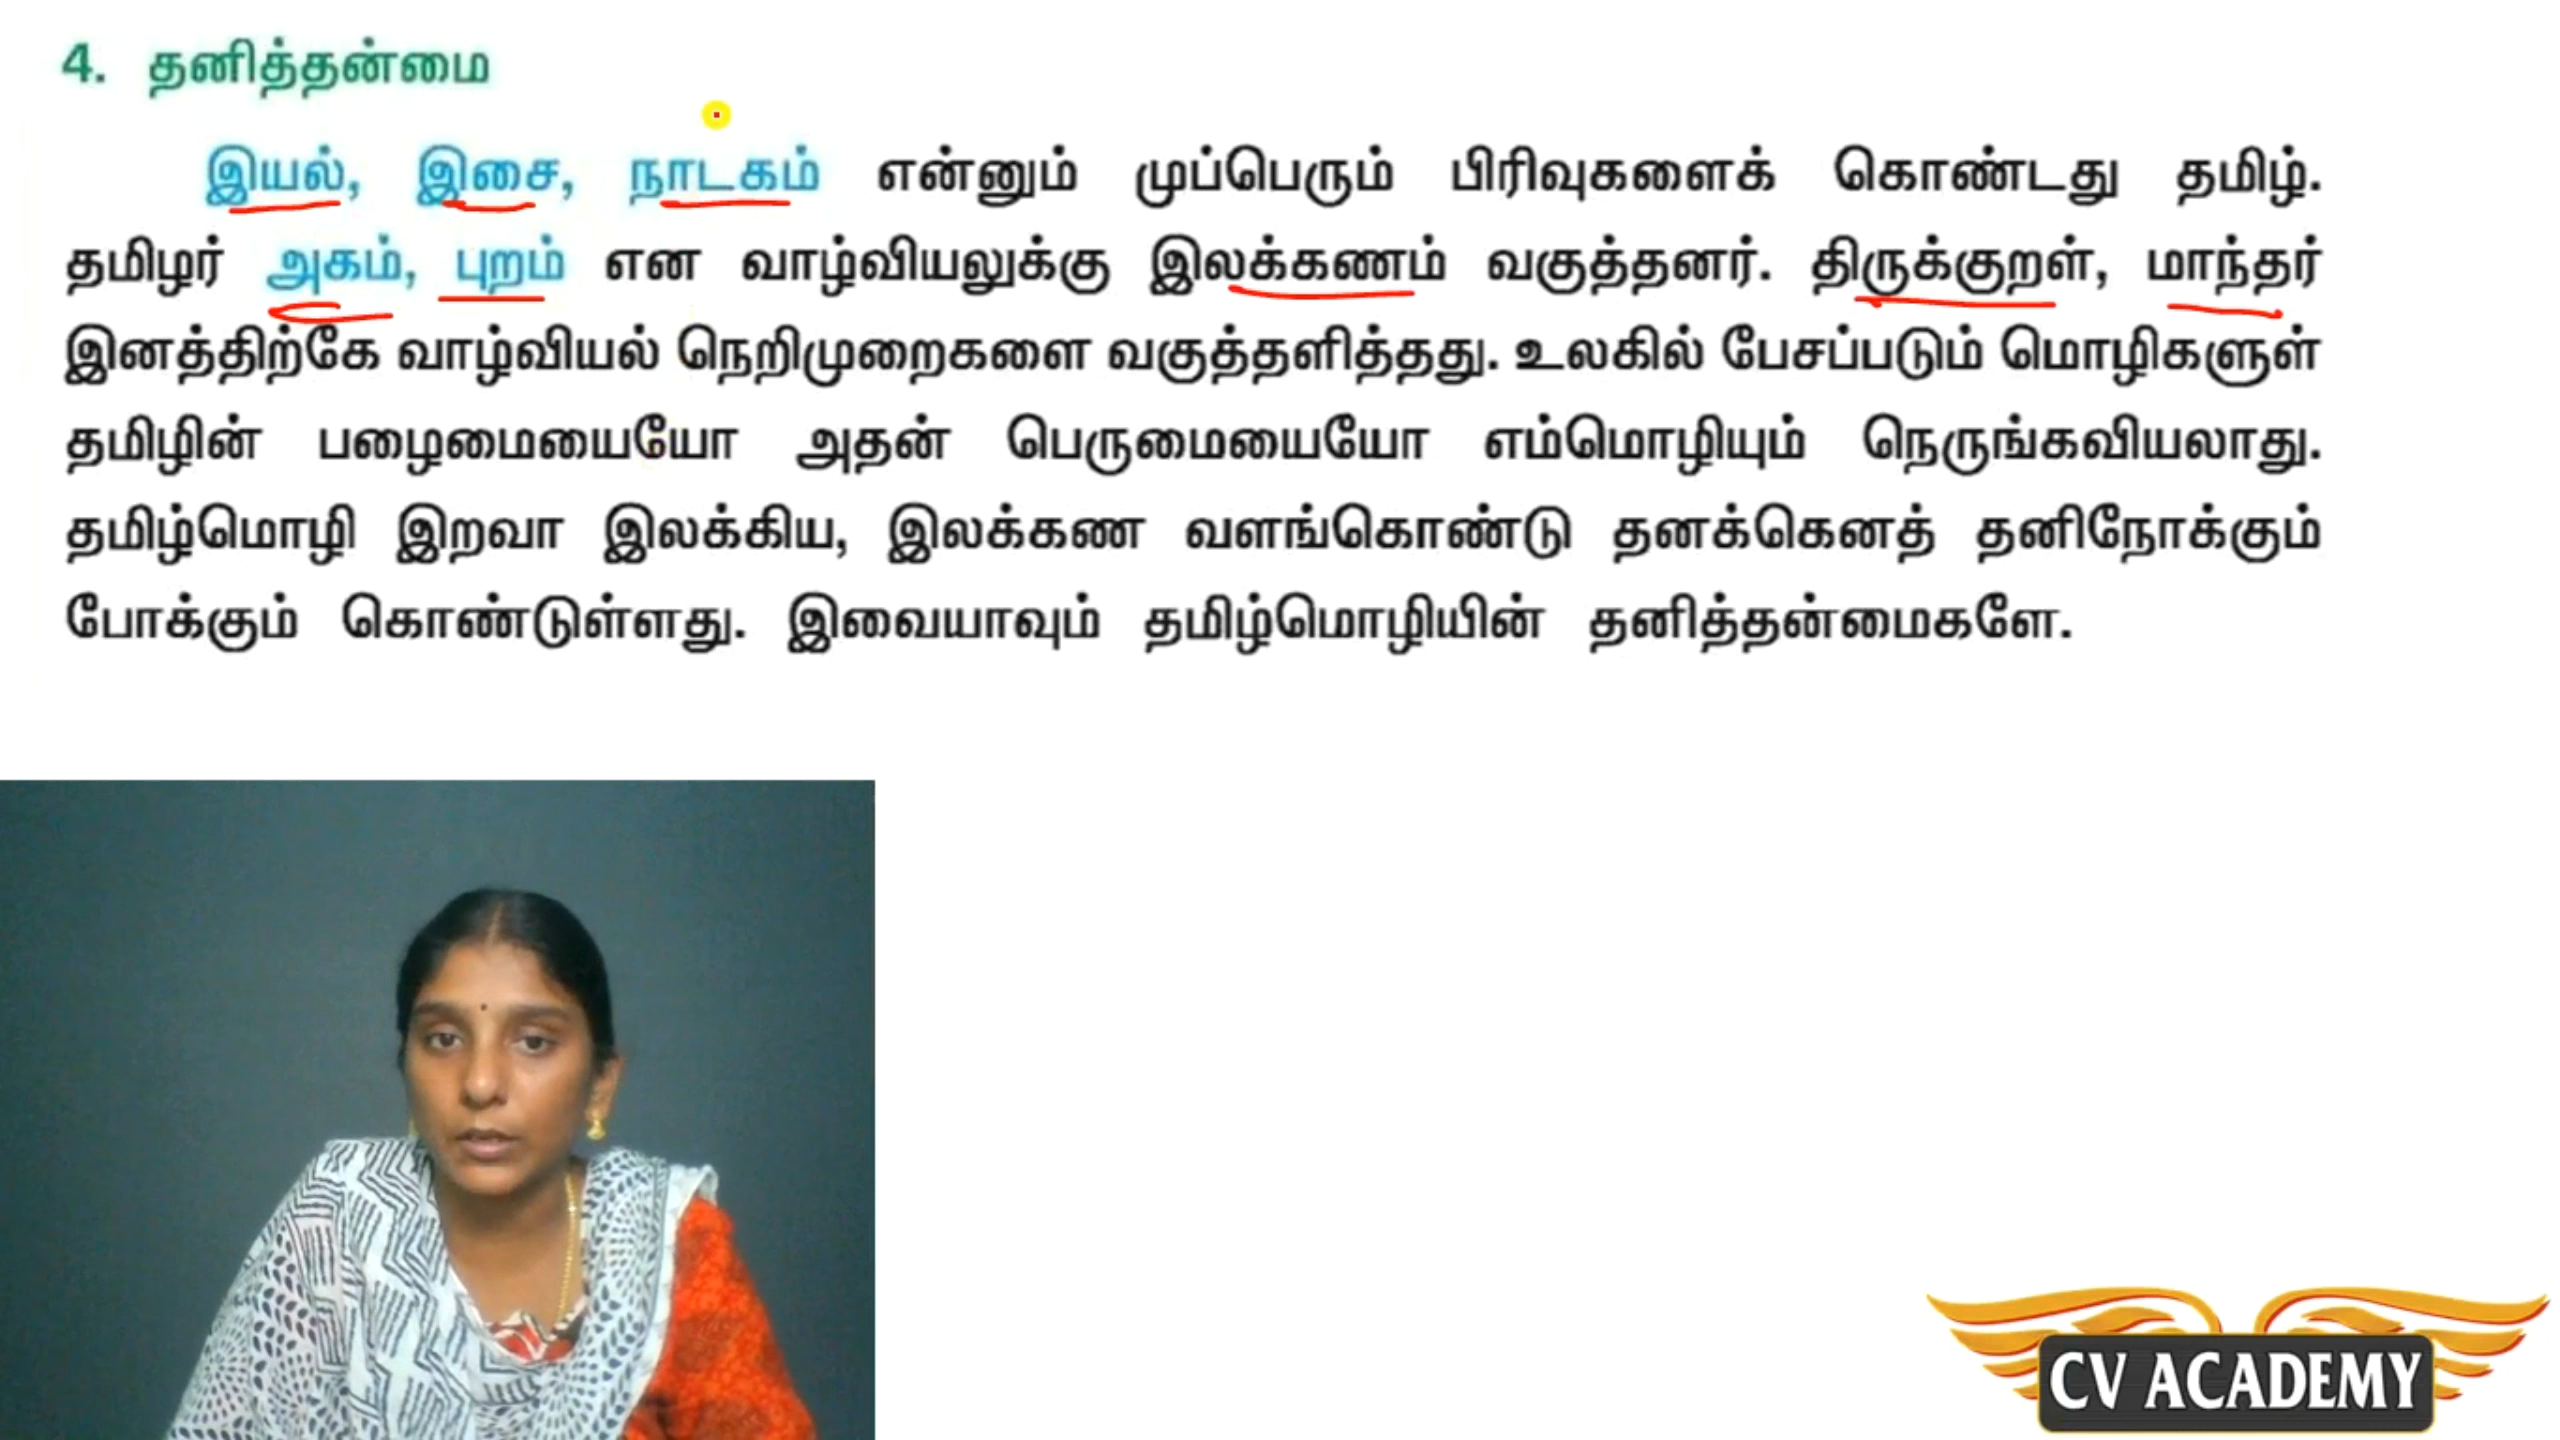 4. தனித்தன்மை
இயல், இசை, நாடகம் என்னும் முப்பெரும் பிரிவுகளைக் கொண்டது தமிழ்.
தமிழர் அகம், புறம் என வாழ்வியலுக்கு இலக்கணம் வகுத்தனர். திருக்குறள், மாந்தர்
இனத்திற்கே வாழ்வியல் நெறிமுறைகளை வகுத்தளித்தது. உலகில் பேசப்படும் மொழிகளுள்
தமிழின் பழைமையையோ அதன் பெருமையையோ எம்மொழியும் நெருங்கவியலாது.
தமிழ்மொழி இறவா இலக்கிய, இலக்கண வளங்கொண்டு தனக்கெனத் தனிநோக்கும்
போக்கும் கொண்டுள்ளது. இவையாவும் தமிழ்மொழியின் தனித்தன்மைகளே.
CV ACADEMY